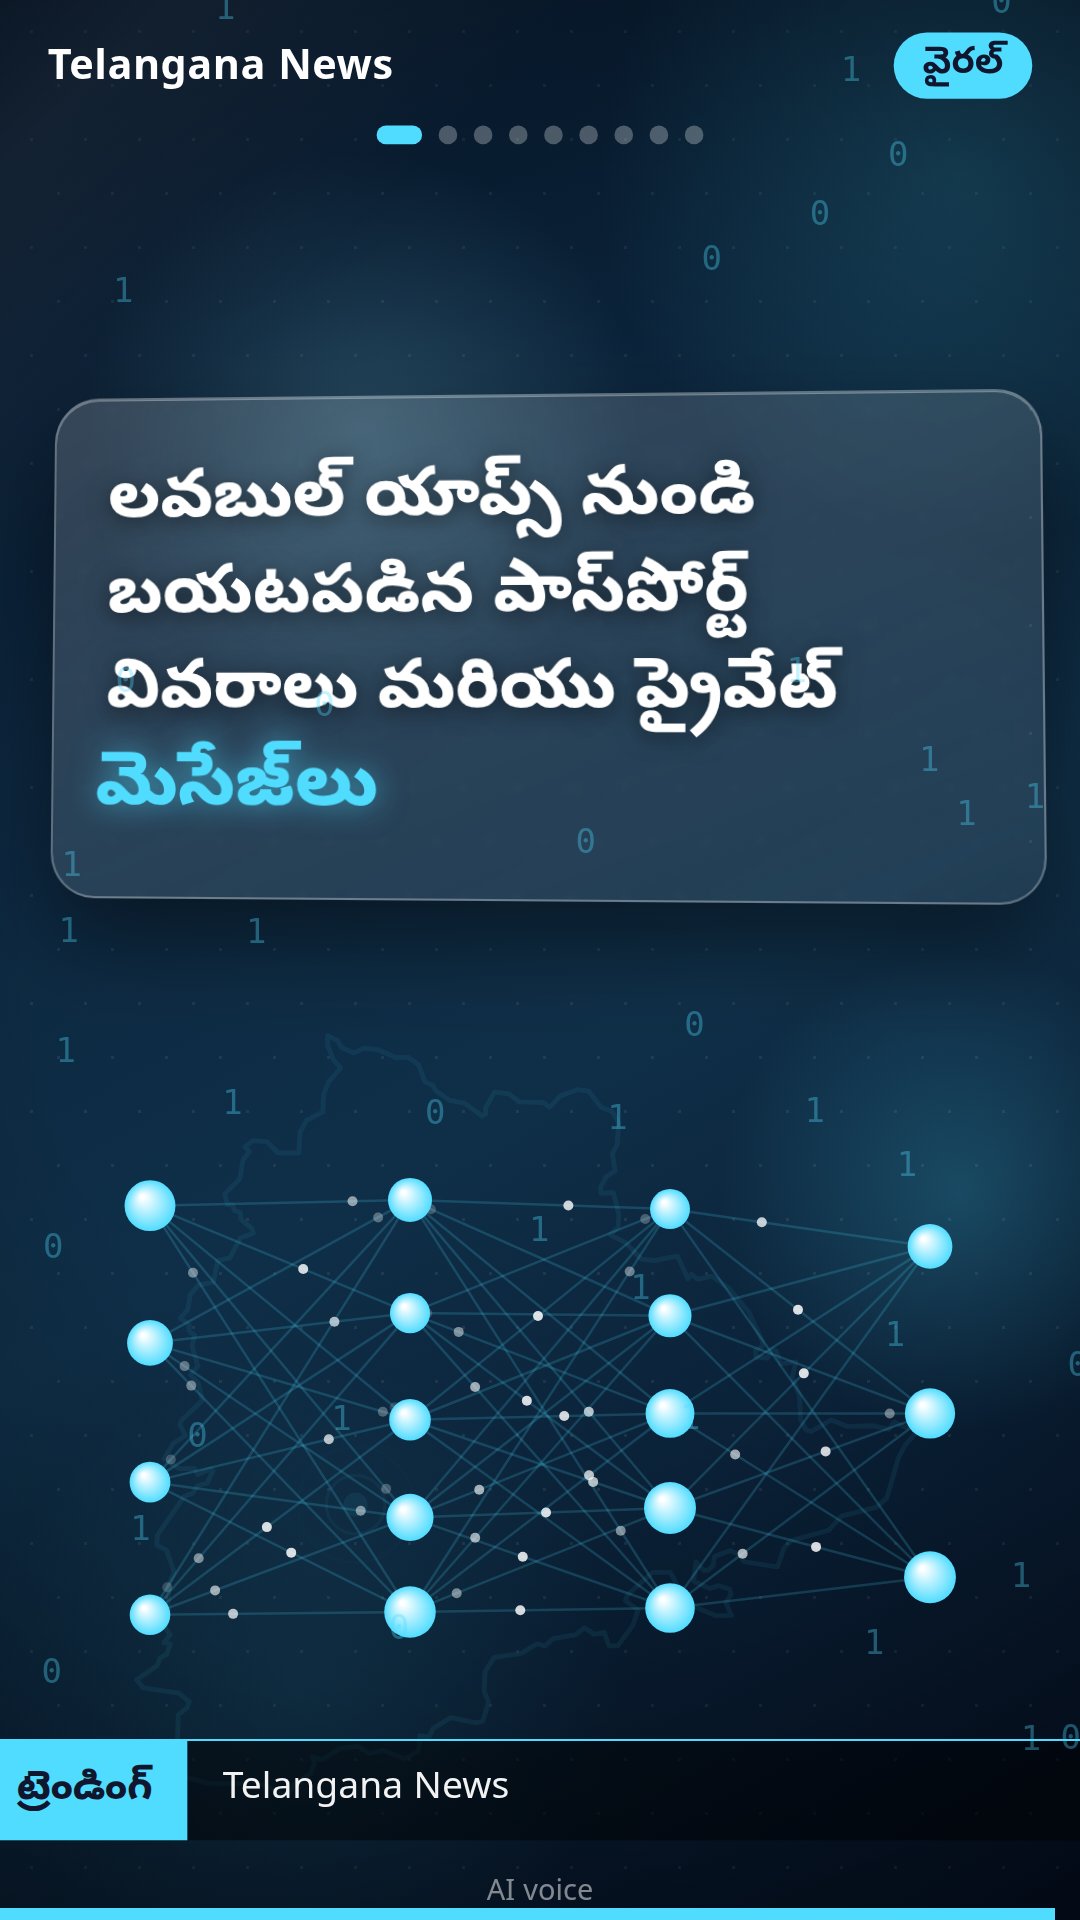 Telangana News
వైరల్
లవబుల్ యాప్స్ నుండి
బయటపడిన పాస్‌పోర్ట్
వివరాలు మరియు ప్రైవేట్
మెసేజ్‌లు
ట్రెండింగ్
Telangana News
AI voice